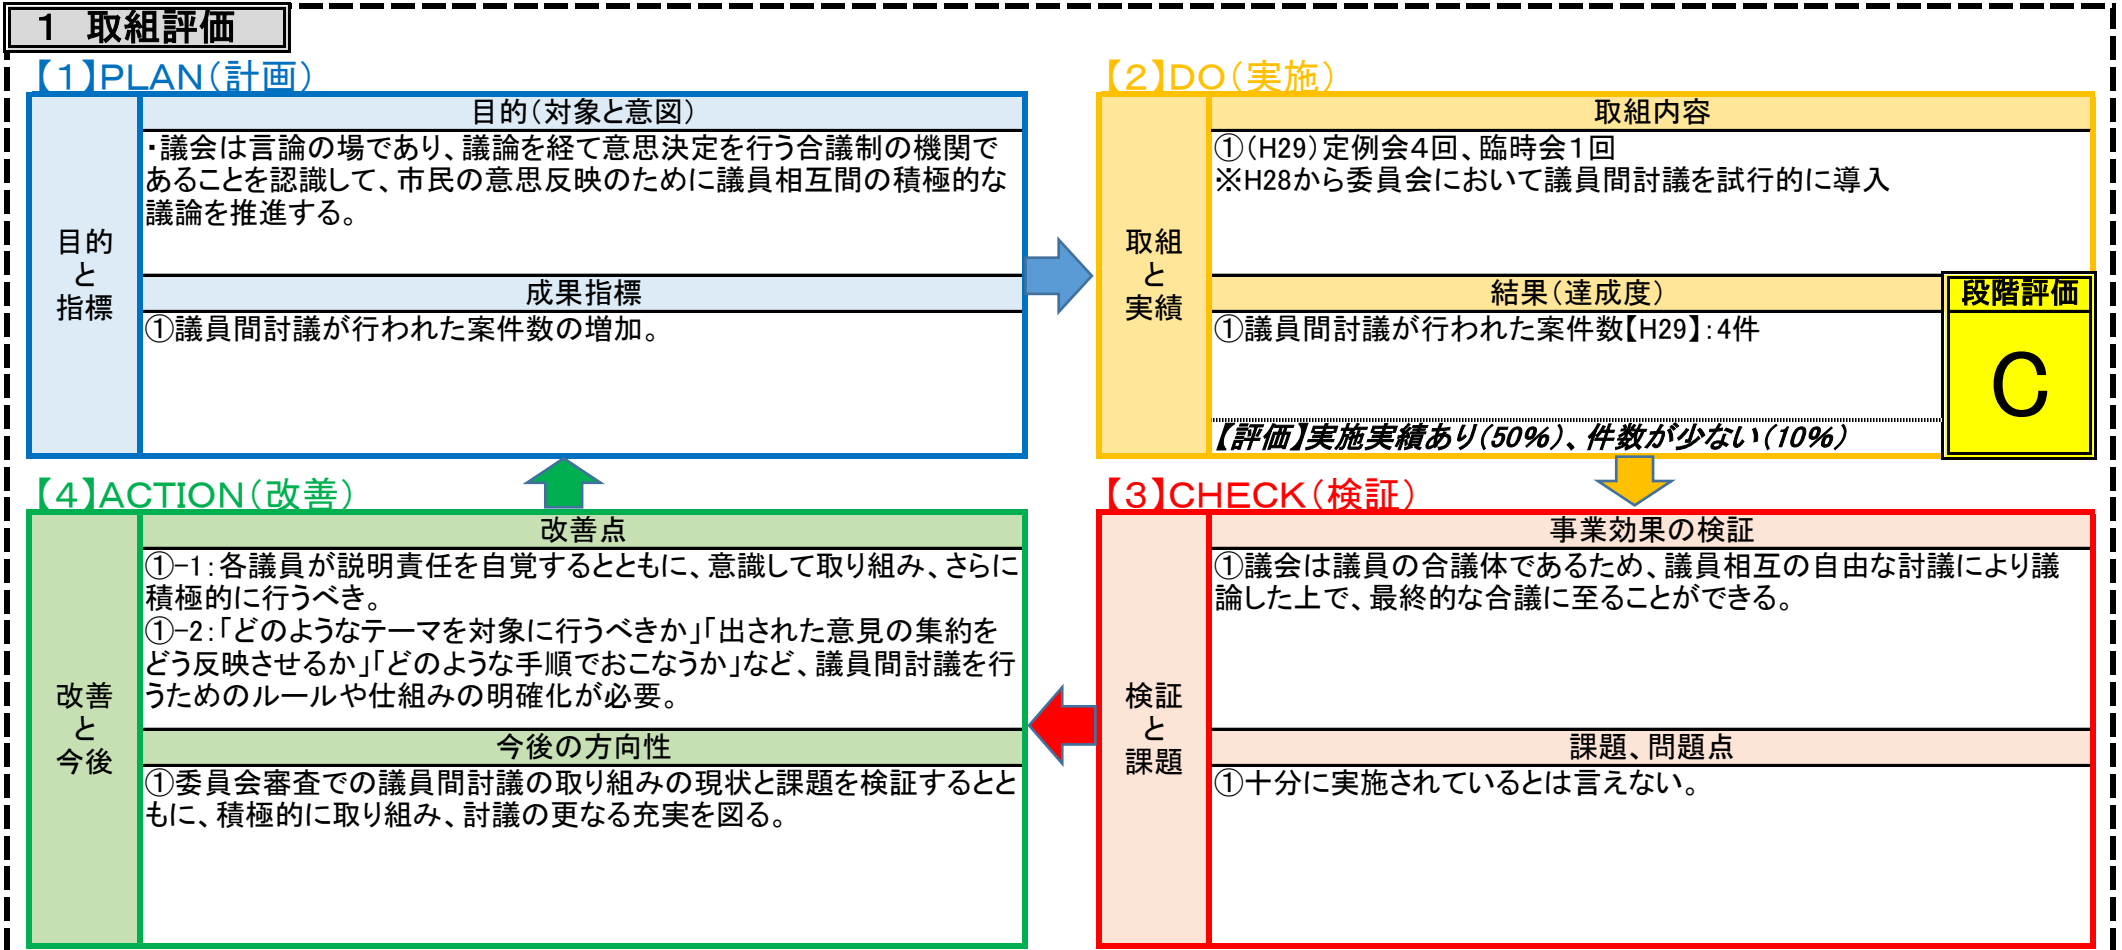 1 取組評価
【1】PLAN(計画)
目的と指標
目的(対象と意図)
・議会は言論の場であり、議論を経て意思決定を行う合議制の機関で
あることを認識して、市民の意思反映のために議員相互間の積極的な
議論を推進する。
成果指標
①議員間討議が行われた案件数の増加。
【2】DO(実施)
取組と実績
取組内容
①(H29)定例会4回、臨時会1回
※H28から委員会において議員間討議を試行的に導入
結果(達成度)
①議員間討議が行われた案件数【H29】:4件
【評価】実施実績あり(50%)、件数が少ない(10%)
段階評価
C
【3】CHECK(検証)
検証と課題
事業効果の検証
①議会は議員の合議体であるため、議員相互の自由な討議により議
論した上で、最終的な合議に至ることができる。
課題、問題点
①十分に実施されているとは言えない。
【4】ACTION(改善)
改善と今後
改善点
①-1:各議員が説明責任を自覚するとともに、意識して取り組み、さらに
積極的に行うべき。
①-2:「どのようなテーマを対象に行うべきか」「出された意見の集約を
どう反映させるか」「どのような手順でおこなうか」など、議員間討議を行
うためのルールや仕組みの明確化が必要。
今後の方向性
①委員会審査での議員間討議の取り組みの現状と課題を検証するとと
もに、積極的に取り組み、討議の更なる充実を図る。